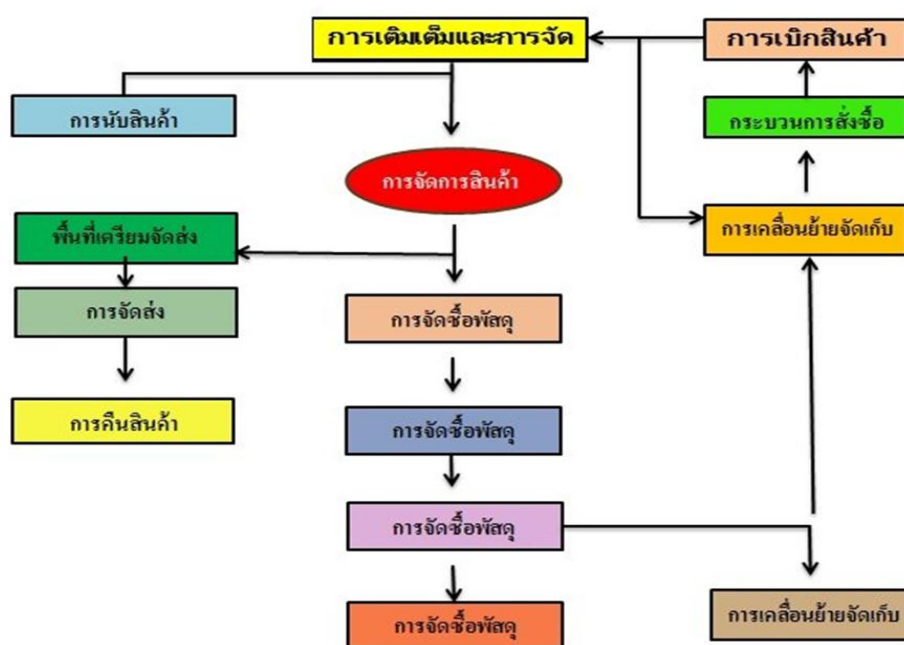 การเติมเต็มและการจัด
การเบิกสินค้า
การนับสินค้า
กระบวนการสั่งซื้อ
การจัดการสินค้า
พื้นที่เตรียมจัดส่ง
การเคลื่อนย้ายจัดเก็บ
การจัดส่ง
การจัดซื้อพัสดุ
การคืนสินค้า
การจัดซื้อพัสดุ
การจัดซื้อพัสดุ
การจัดซื้อพัสดุ
การเคลื่อนย้ายจัดเก็บ